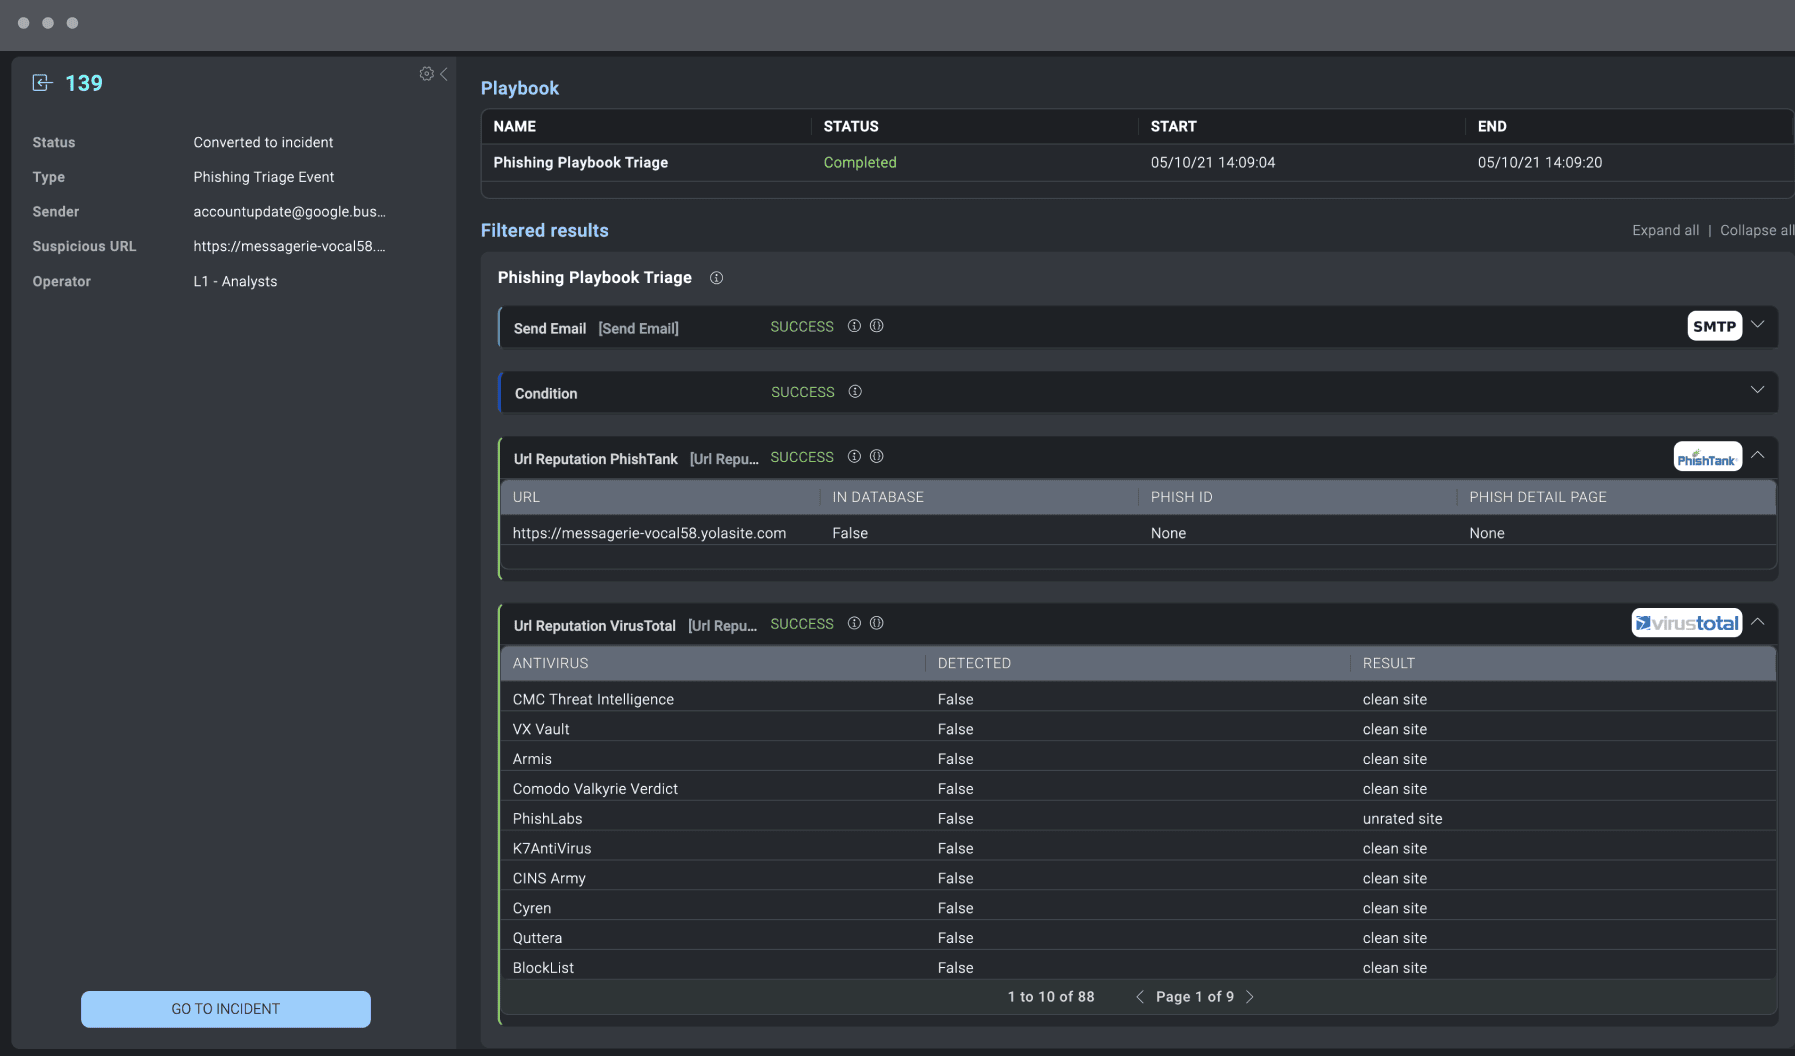 139
Status Converted to incident
Type Phishing Triage Event
Sender accountupdate@google.bus...
Suspicious URL https://messagerie-vocal58....
Operator L1 - Analysts
GO TO INCIDENT
Playbook
NAME STATUS START END
Phishing Playbook Triage Completed 05/10/21 14:09:04 05/10/21 14:09:20
Filtered results Expand all | Collapse all
Phishing Playbook Triage
Send Email [Send Email] SUCCESS SMTP
Condition SUCCESS
Url Reputation PhishTank [Url Repu... SUCCESS PhishTank
URL IN DATABASE PHISH ID PHISH DETAIL PAGE
https://messagerie-vocal58.yolasite.com False None None
Url Reputation VirusTotal [Url Repu... SUCCESS virustotal
ANTIVIRUS DETECTED RESULT
CMC Threat Intelligence False clean site
VX Vault False clean site
Armis False clean site
Comodo Valkyrie Verdict False clean site
PhishLabs False unrated site
K7AntiVirus False clean site
CINS Army False clean site
Cyren False clean site
Quttera False clean site
BlockList False clean site
1 to 10 of 88 Page 1 of 9